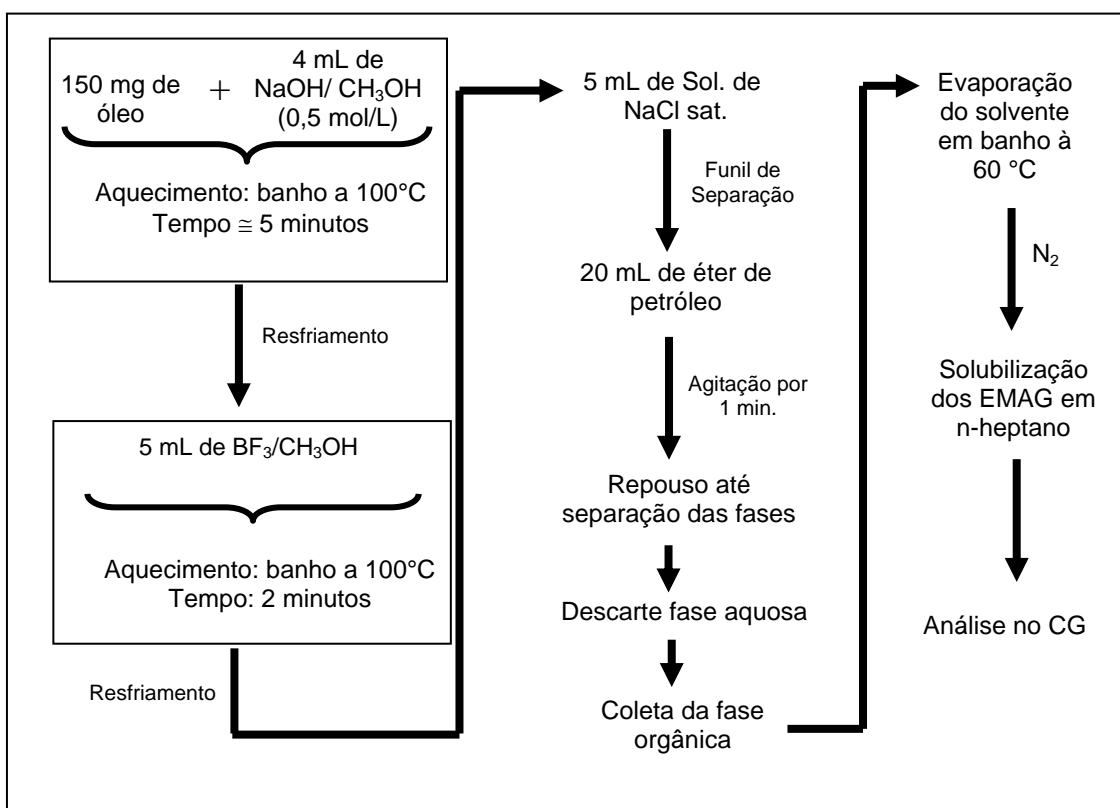 150 mg de
óleo
+
4 mL de
NaOH/ CH₃OH
(0,5 mol/L)
Aquecimento: banho a 100°C
Tempo ≅ 5 minutos
Resfriamento
5 mL de BF₃/CH₃OH
Aquecimento: banho a 100°C
Tempo: 2 minutos
Resfriamento
5 mL de Sol. de
NaCl sat.
Funil de
Separação
20 mL de éter de
petróleo
Agitação por
1 min.
Repouso até
separação das fases
Descarte fase aquosa
Coleta da fase
orgânica
Evaporação
do solvente
em banho à
60 °C
N₂
Solubilização
dos EMAG em
n-heptano
Análise no CG